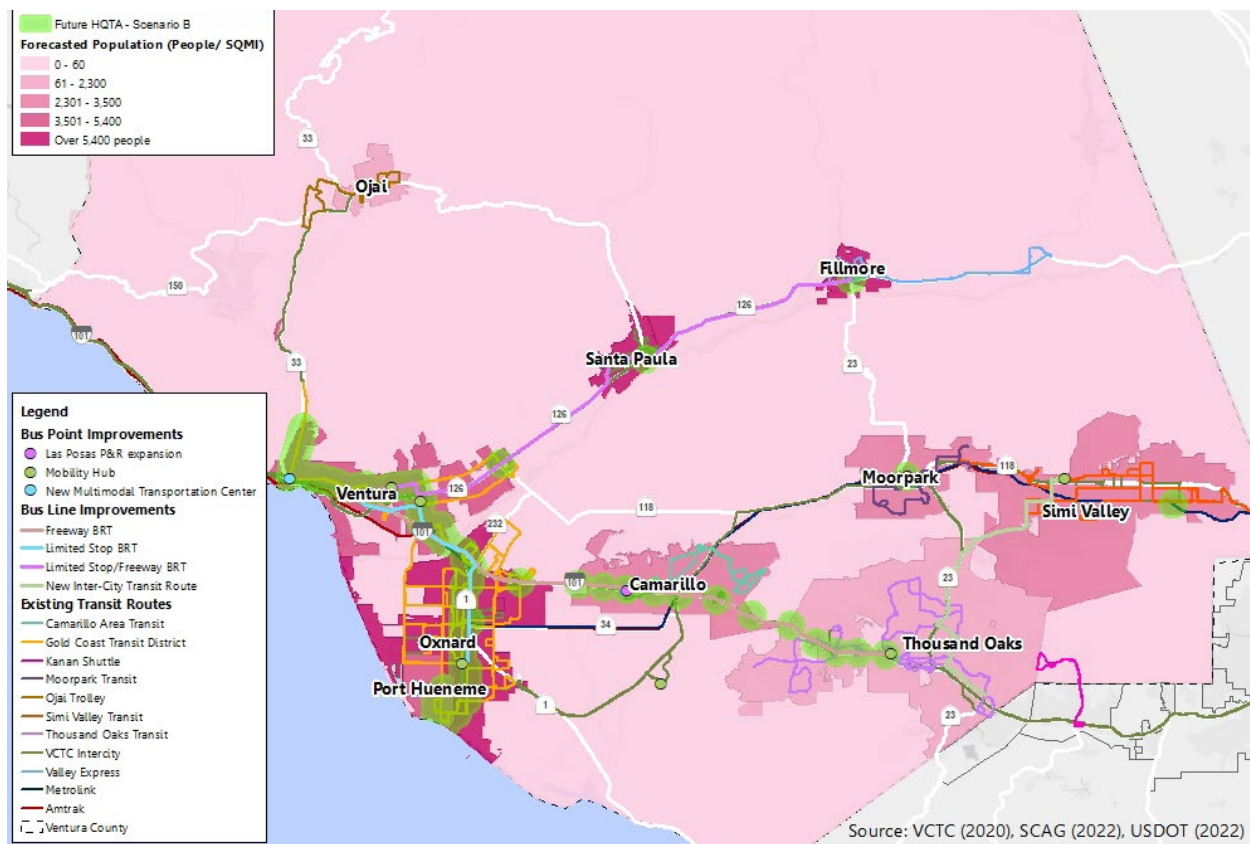 Future HQTA - Scenario B
Forecasted Population (People/ SQMI)
0 - 60
61 - 2,300
2,301 - 3,500
3,501 - 5,400
Over 5,400 people
33
Ojai
150
101
33
Fillmore
126
Santa Paula
23
126
Legend
Bus Point Improvements
Las Posas P&R expansion
Mobility Hub
New Multimodal Transportation Center
Bus Line Improvements
Freeway BRT
Limited Stop BRT
Limited Stop/Freeway BRT
New Inter-City Transit Route
Existing Transit Routes
Camarillo Area Transit
Gold Coast Transit District
Kanan Shuttle
Moorpark Transit
Ojai Trolley
Simi Valley Transit
Thousand Oaks Transit
VCTC Intercity
Valley Express
Metrolink
Amtrak
Ventura County
Ventura
126
101
232
118
Moorpark
118
Simi Valley
101
Camarillo
23
1
34
Oxnard
Thousand Oaks
Port Hueneme
1
23
Source: VCTC (2020), SCAG (2022), USDOT (2022)